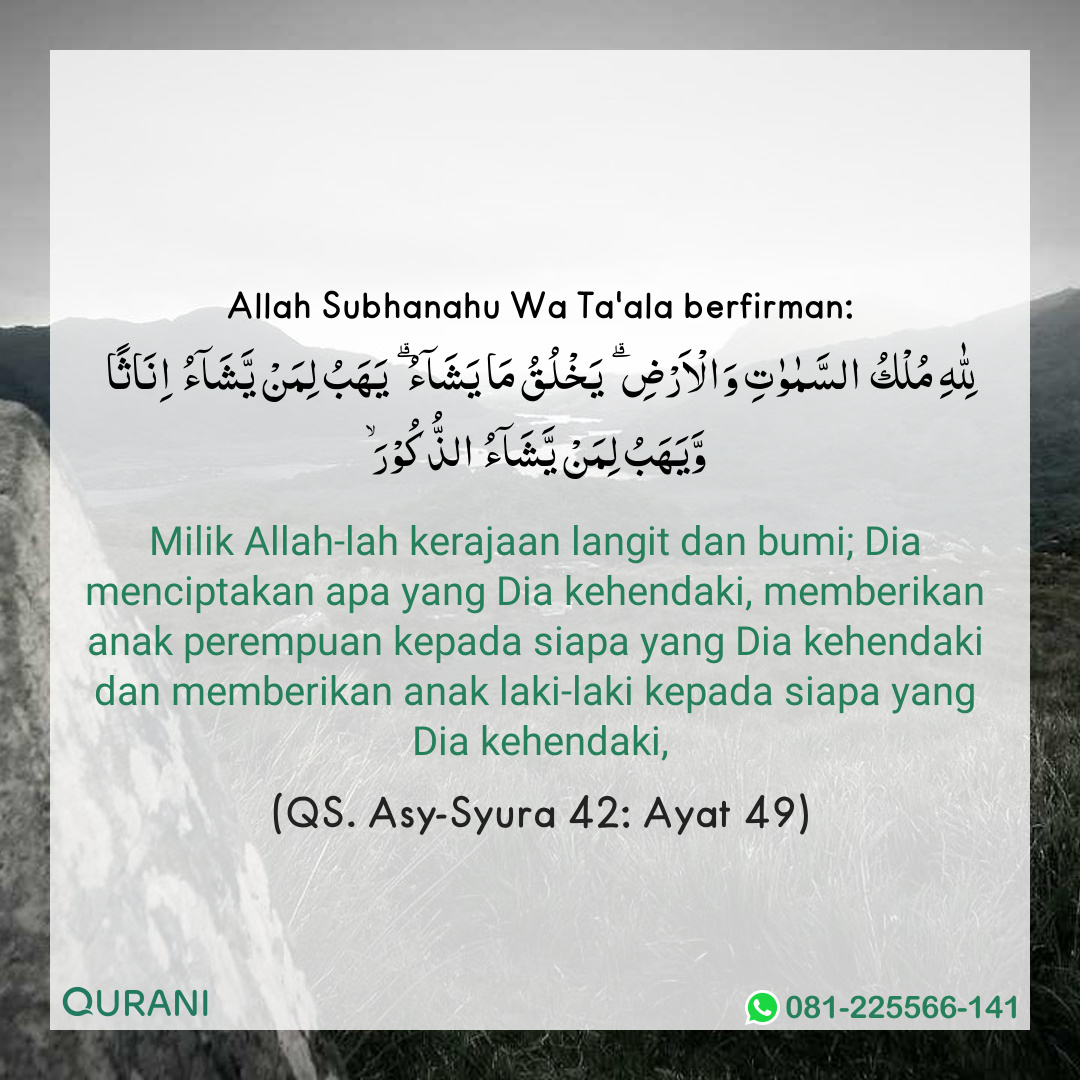 Allah Subhanahu Wa Ta'ala berfirman:
لِلّٰهِ مُلْكُ السَّمٰوٰتِ وَالْاَرْضِ ۗ يَخْلُقُ مَا يَشَاۤءُ ۗ يَهَبُ لِمَنْ يَّشَاۤءُ اِنَاثًا
وَّيَهَبُ لِمَنْ يَّشَاۤءُ الذُّكُوْرَ ۙ
Milik Allah-lah kerajaan langit dan bumi; Dia
menciptakan apa yang Dia kehendaki, memberikan
anak perempuan kepada siapa yang Dia kehendaki
dan memberikan anak laki-laki kepada siapa yang
Dia kehendaki,
(QS. Asy-Syura 42: Ayat 49)
QURANI
081-225566-141